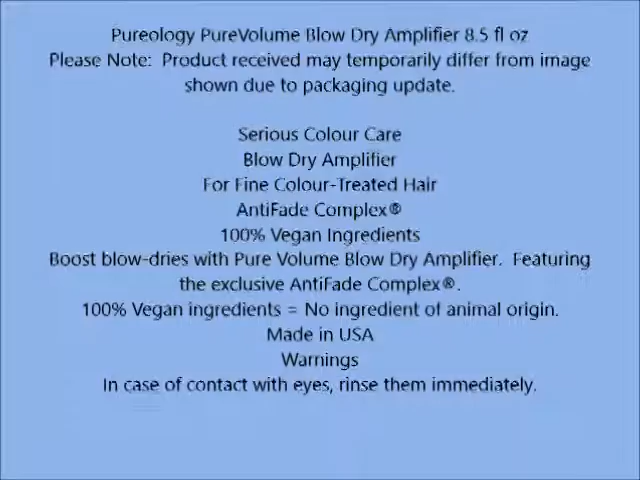 Pureology PureVolume Blow Dry Amplifier 8.5 fl oz
Please Note:  Product received may temporarily differ from image
shown due to packaging update.
Serious Colour Care
Blow Dry Amplifier
For Fine Colour-Treated Hair
AntiFade Complex®
100% Vegan Ingredients
Boost blow-dries with Pure Volume Blow Dry Amplifier.  Featuring
the exclusive AntiFade Complex®.
100% Vegan ingredients = No ingredient of animal origin.
Made in USA
Warnings
In case of contact with eyes, rinse them immediately.